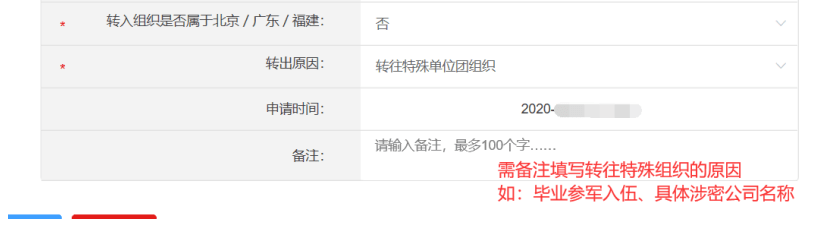 * 转入组织是否属于北京 / 广东 / 福建： 否
* 转出原因： 转往特殊单位团组织
申请时间： 2020-
备注： 请输入备注，最多100个字……
需备注填写转往特殊组织的原因
如：毕业参军入伍、具体涉密公司名称